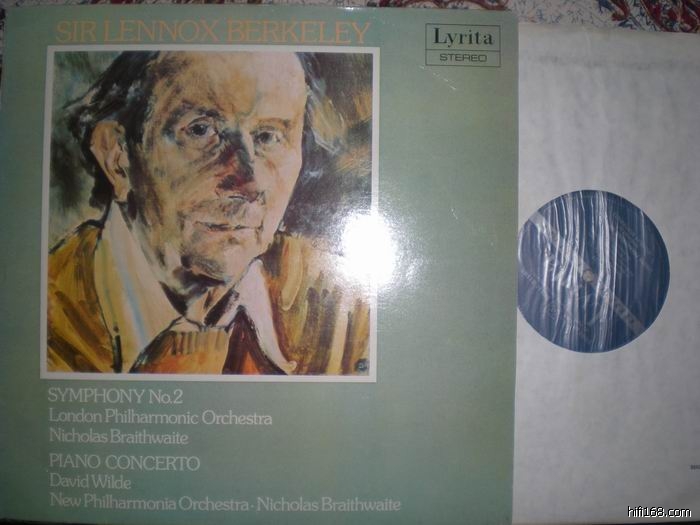 SIR LENNOX BERKELEY
Lyrita
STEREO
SYMPHONY No.2
London Philharmonic Orchestra
Nicholas Braithwaite
PIANO CONCERTO
David Wilde
New Philharmonia Orchestra · Nicholas Braithwaite
hifi168.com